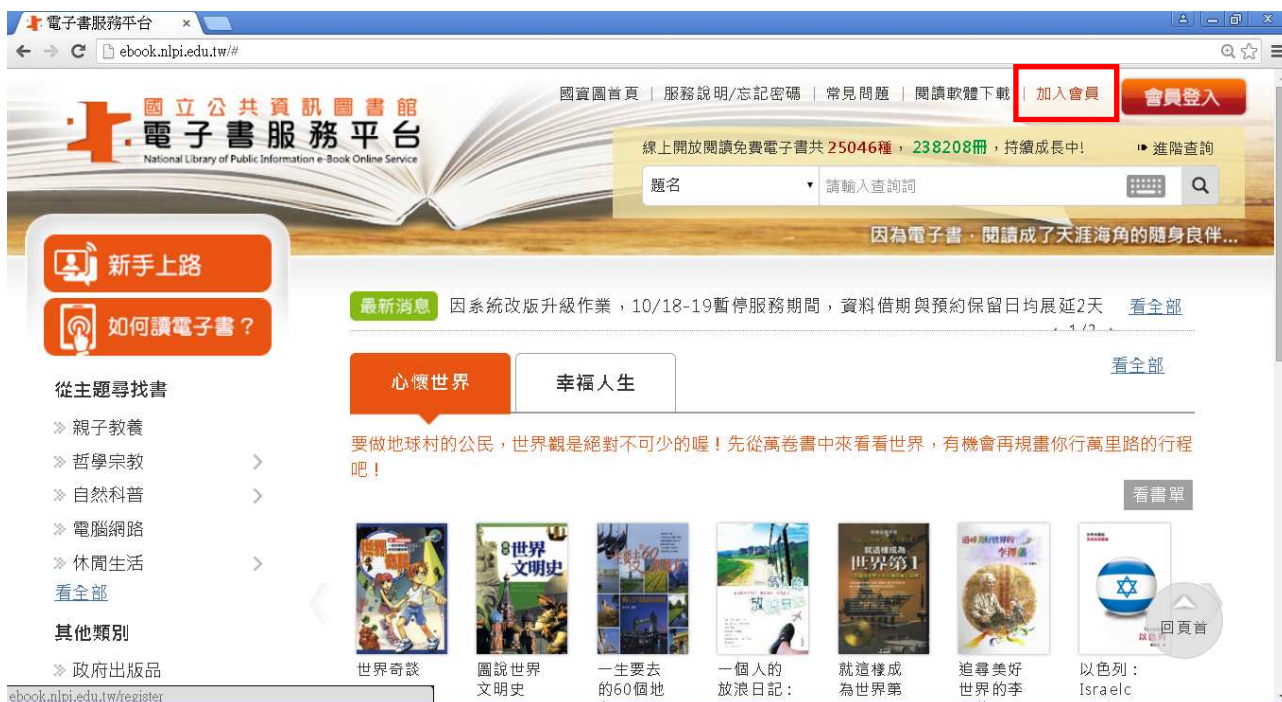 電子書服務平台
ebook.nlpi.edu.tw/#
國資圖首頁 | 服務說明/忘記密碼 | 常見問題 | 閱讀軟體下載 | 加入會員 會員登入
國立公共資訊圖書館
電子書服務平台
National Library of Public Information e-Book Online Service
線上開放閱讀免費電子書共25046種，238208冊，持續成長中! 進階查詢
題名 請輸入查詢詞
因為電子書．閱讀成了天涯海角的隨身良伴...
新手上路
如何讀電子書？
最新消息 因系統改版升級作業，10/18-19暫停服務期間，資料借期與預約保留日均展延2天 看全部
心懷世界 幸福人生 看全部
要做地球村的公民，世界觀是絕對不可少的喔！先從萬卷書中來看看世界，有機會再規畫你行萬里路的行程
吧！
看書單
從主題尋找書
親子教養
哲學宗教
自然科普
電腦網路
休閒生活
看全部
其他類別
政府出版品
世界
文明史
就這樣成為
世界第1
回頁首
世界奇談
圖說世界
文明史
一生要去
的60個地
一個人的
放浪日記：
就這樣成
為世界第
追尋美好
世界的李
以色列：
Israelc
ebook.nlpi.edu.tw/register